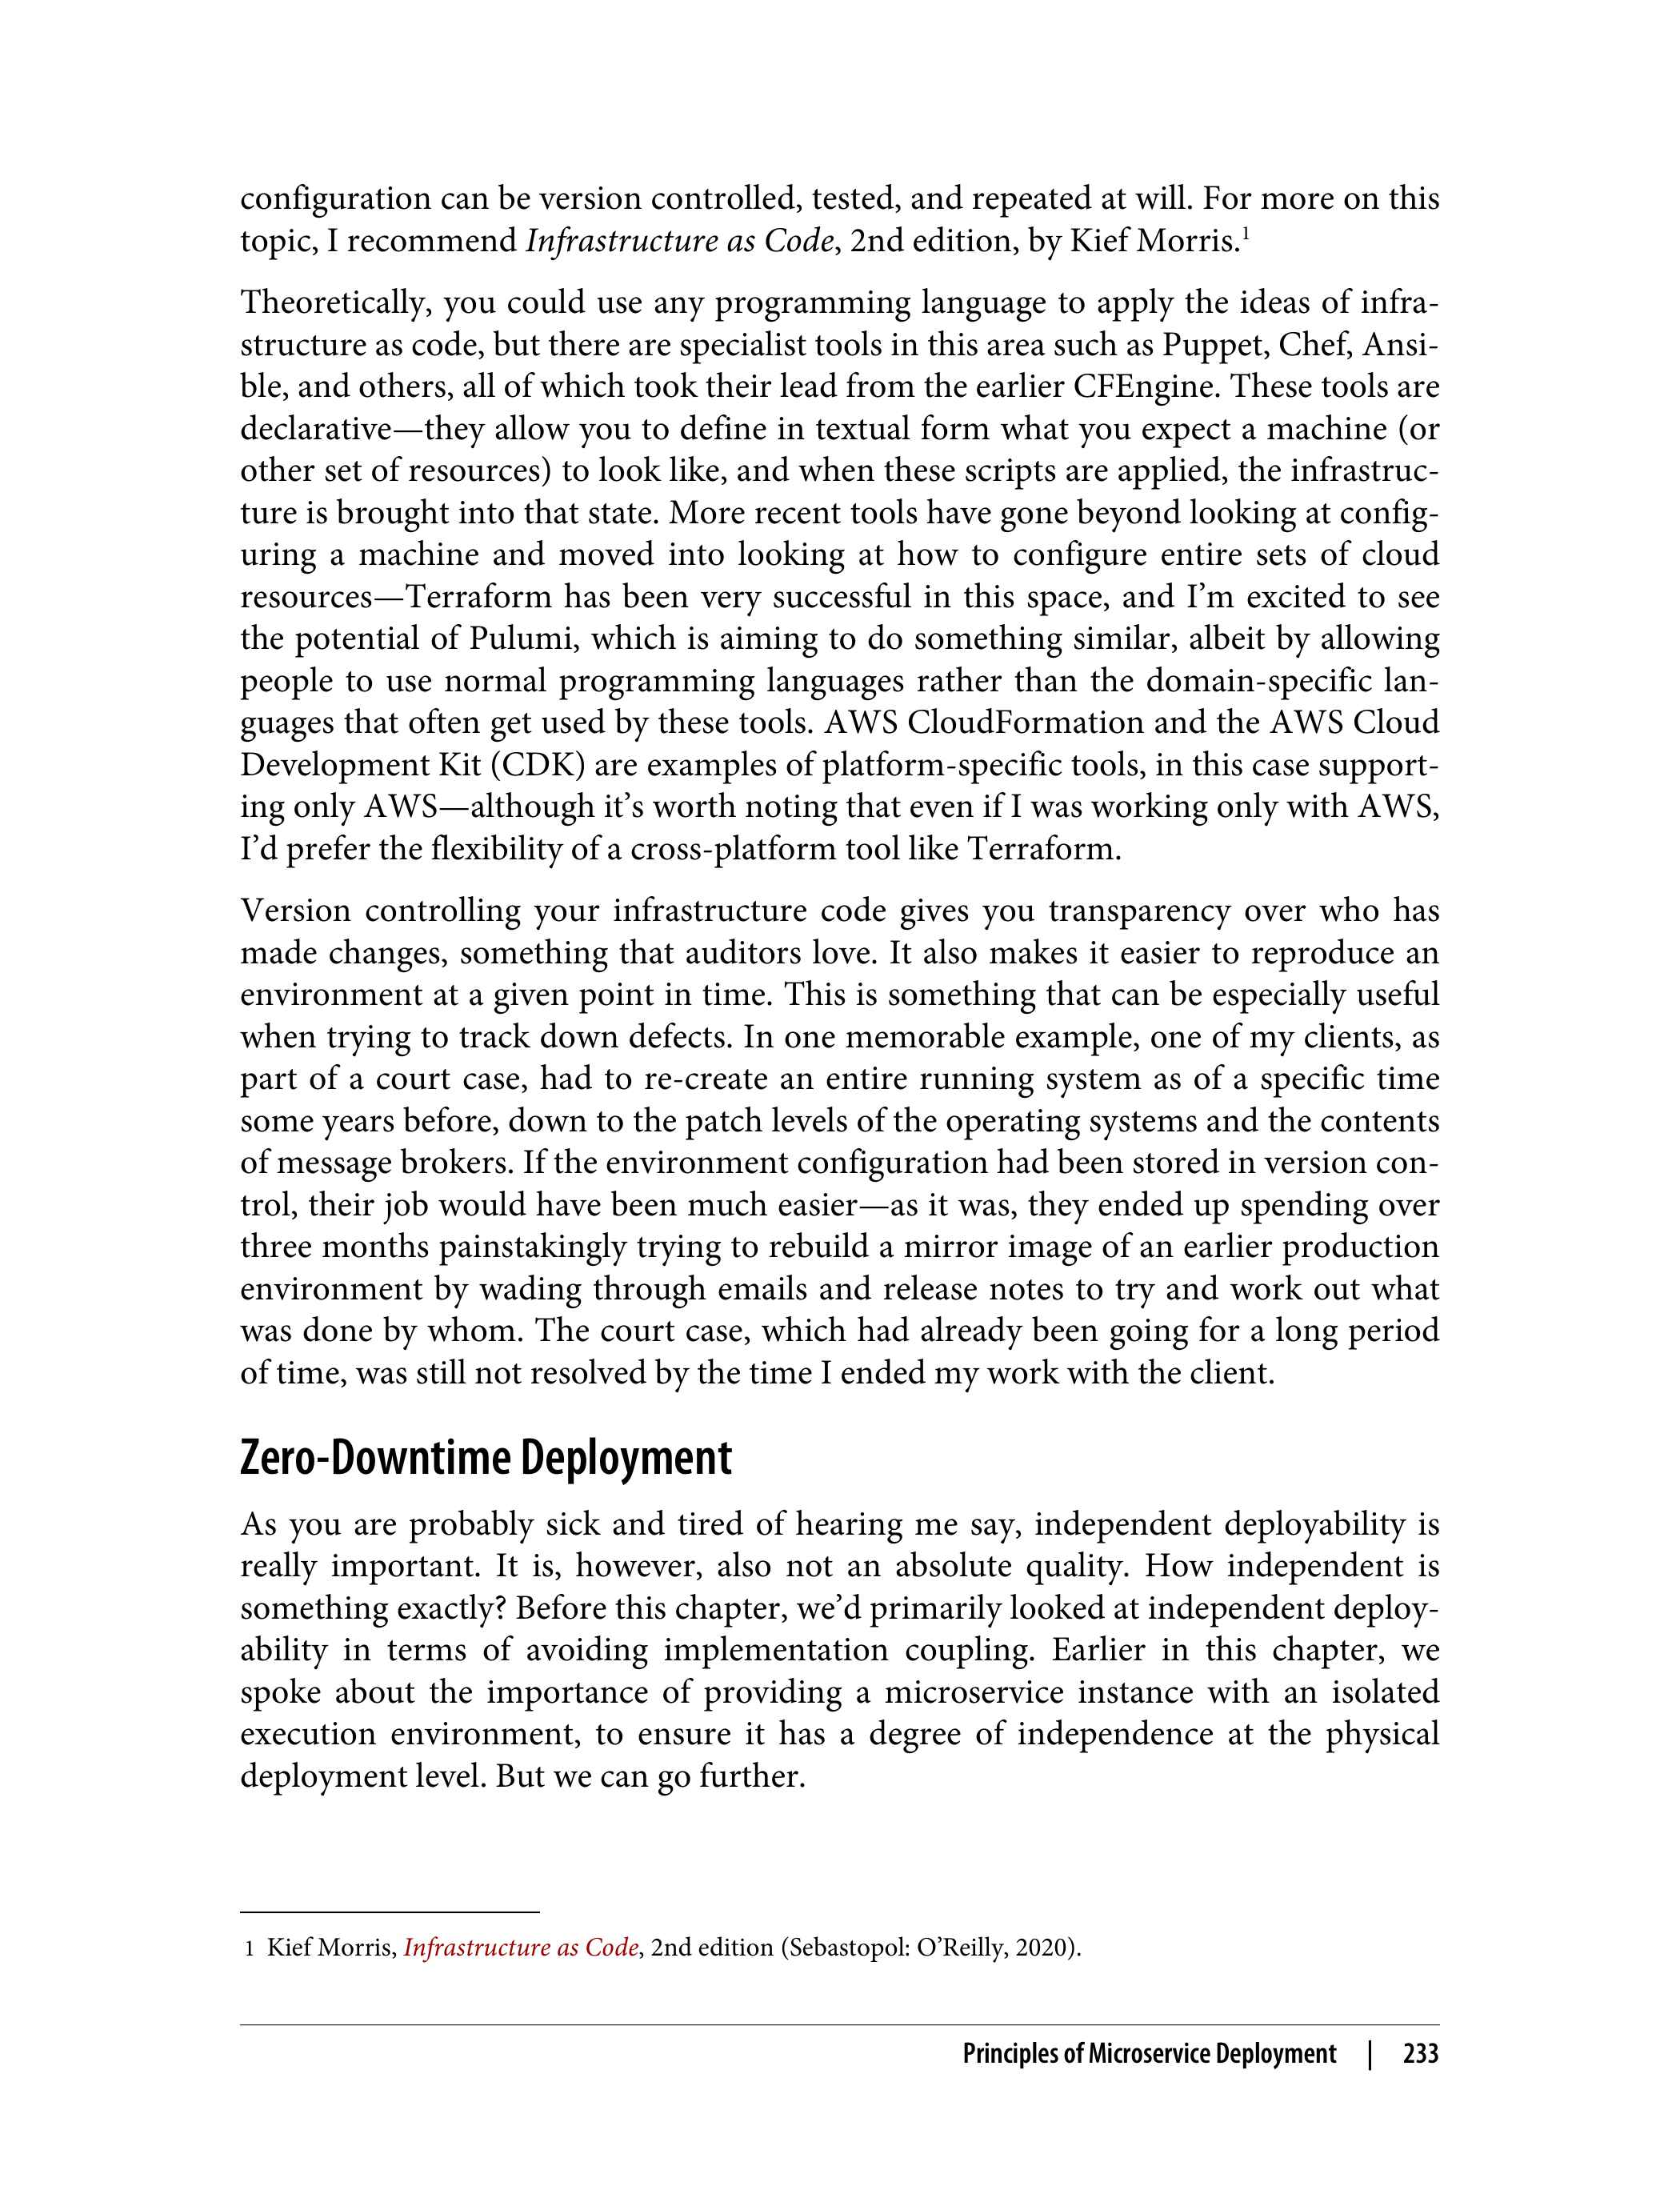 configuration can be version controlled, tested, and repeated at will. For more on this
topic, I recommend Infrastructure as Code, 2nd edition, by Kief Morris.1
Theoretically, you could use any programming language to apply the ideas of infra-
structure as code, but there are specialist tools in this area such as Puppet, Chef, Ansi-
ble, and others, all of which took their lead from the earlier CFEngine. These tools are
declarative—they allow you to define in textual form what you expect a machine (or
other set of resources) to look like, and when these scripts are applied, the infrastruc-
ture is brought into that state. More recent tools have gone beyond looking at config-
uring a machine and moved into looking at how to configure entire sets of cloud
resources—Terraform has been very successful in this space, and I’m excited to see
the potential of Pulumi, which is aiming to do something similar, albeit by allowing
people to use normal programming languages rather than the domain-specific lan-
guages that often get used by these tools. AWS CloudFormation and the AWS Cloud
Development Kit (CDK) are examples of platform-specific tools, in this case support-
ing only AWS—although it’s worth noting that even if I was working only with AWS,
I’d prefer the flexibility of a cross-platform tool like Terraform.
Version controlling your infrastructure code gives you transparency over who has
made changes, something that auditors love. It also makes it easier to reproduce an
environment at a given point in time. This is something that can be especially useful
when trying to track down defects. In one memorable example, one of my clients, as
part of a court case, had to re-create an entire running system as of a specific time
some years before, down to the patch levels of the operating systems and the contents
of message brokers. If the environment configuration had been stored in version con-
trol, their job would have been much easier—as it was, they ended up spending over
three months painstakingly trying to rebuild a mirror image of an earlier production
environment by wading through emails and release notes to try and work out what
was done by whom. The court case, which had already been going for a long period
of time, was still not resolved by the time I ended my work with the client.
Zero-Downtime Deployment
As you are probably sick and tired of hearing me say, independent deployability is
really important. It is, however, also not an absolute quality. How independent is
something exactly? Before this chapter, we’d primarily looked at independent deploy-
ability in terms of avoiding implementation coupling. Earlier in this chapter, we
spoke about the importance of providing a microservice instance with an isolated
execution environment, to ensure it has a degree of independence at the physical
deployment level. But we can go further.
1 Kief Morris, Infrastructure as Code, 2nd edition (Sebastopol: O’Reilly, 2020).
Principles of Microservice Deployment | 233